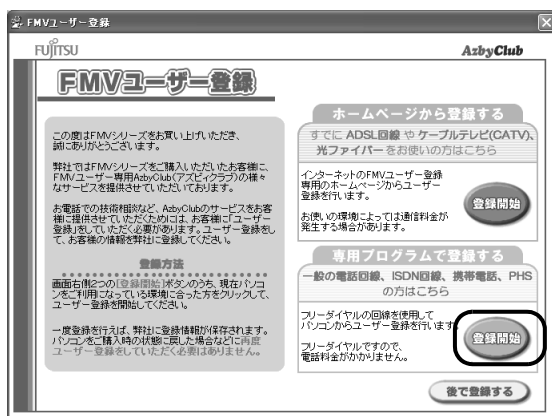 FMVユーザー登録
FUJITSU
AzbyClub
FMVユーザー登録
この度はFMVシリーズをお買い上げいただき、
誠にありがとうございます。
弊社ではFMVシリーズをご購入いただいたお客様に、
FMVユーザー専用AzbyClub(アズビィクラブ)の様々
なサービスを提供させていただいております。
お電話での技術相談など、AzbyClubのサービスをお客
様に提供させていただくためには、お客様に「ユーザー
登録」をしていただく必要があります。ユーザー登録をし
て、お客様の情報を弊社に登録してください。
登録方法
画面右側2つの[登録開始]ボタンのうち、現在パソコ
ンをご利用になっている環境に合った方をクリックして、
ユーザー登録を開始してください。
一度登録を行えば、弊社に登録情報が保存されます。
パソコンをご購入時の状態に戻した場合などに再度
ユーザー登録をしていただく必要はありません。
ホームページから登録する
すでに ADSL回線 や ケーブルテレビ(CATV)、
光ファイバー をお使いの方はこちら
インターネットのFMVユーザー登録
専用のホームページからユーザー
登録を行います。
お使いの環境によっては通信料金が
発生する場合があります。
登録開始
専用プログラムで登録する
一般の電話回線、ISDN回線、携帯電話、PHS
の方はこちら
フリーダイヤルの回線を使用して
パソコンからユーザー登録を行います。
フリーダイヤルですので、
電話料金がかかりません。
登録開始
後で登録する